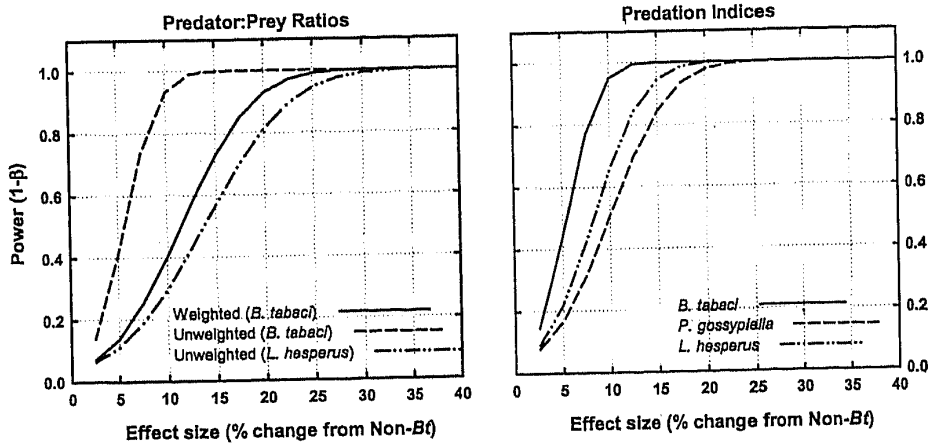 Predator:Prey Ratios
Power (1-β)
1.0
0.8
0.6
0.4
0.2
0.0
Weighted (B. tabaci)
Unweighted (B. tabaci)
Unweighted (L. hesperus)
0 5 10 15 20 25 30 35 40
Effect size (% change from Non-Bt)
Predation Indices
1.0
0.8
0.6
0.4
0.2
0.0
B. tabaci
P. gossypiella
L. hesperus
0 5 10 15 20 25 30 35 40
Effect size (% change from Non-Bt)